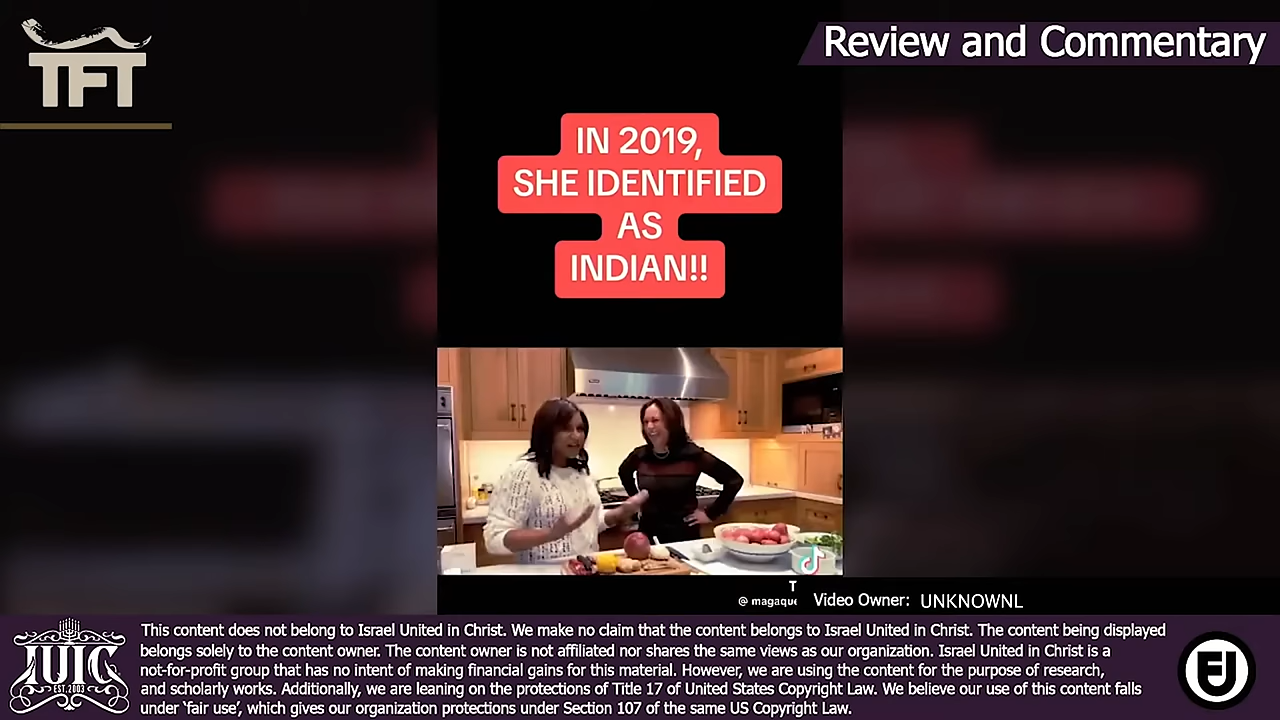 TFT
Review and Commentary
IN 2019,
SHE IDENTIFIED
AS
INDIAN!!
T
@ magaque
Video Owner: UNKNOWNL
IUIC
EST. 2003
This content does not belong to Israel United in Christ. We make no claim that the content belongs to Israel United in Christ. The content being displayed
belongs solely to the content owner. The content owner is not affiliated nor shares the same views as our organization. Israel United in Christ is a
not-for-profit group that has no intent of making financial gains for this material. However, we are using the content for the purpose of research,
and scholarly works. Additionally, we are leaning on the protections of Title 17 of United States Copyright Law. We believe our use of this content falls
under 'fair use', which gives our organization protections under Section 107 of the same US Copyright Law.